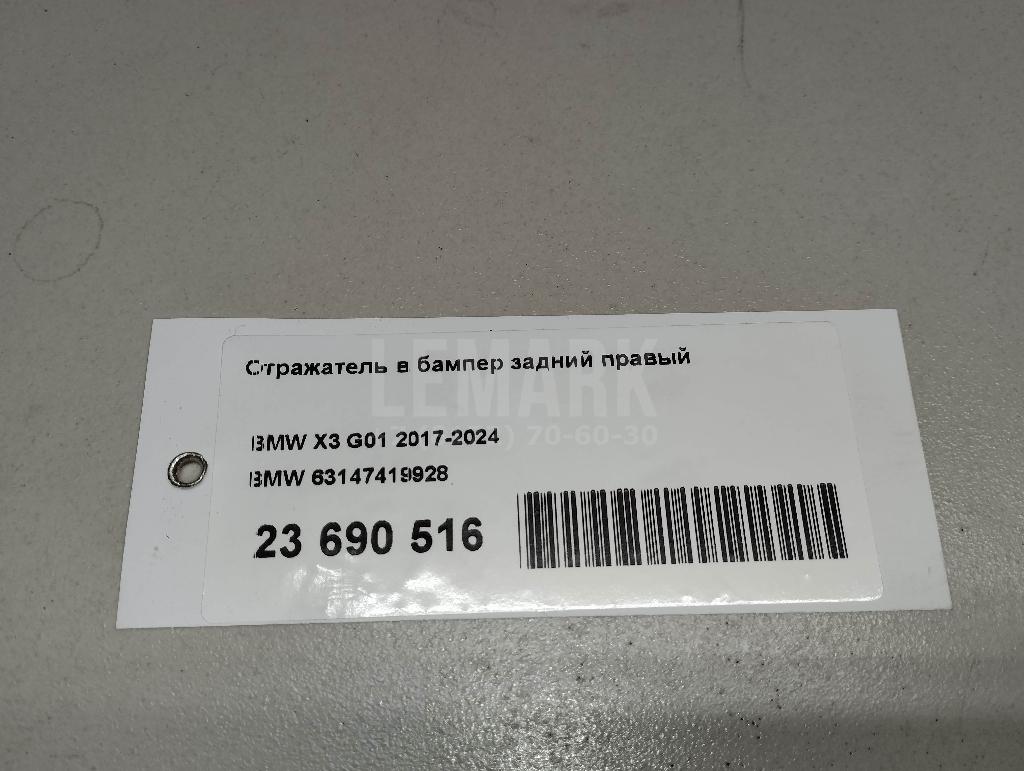 Отражатель в бампер задний правый
LEMARK
) 70-60-30
BMW X3 G01 2017-2024
BMW 63147419928
23 690 516